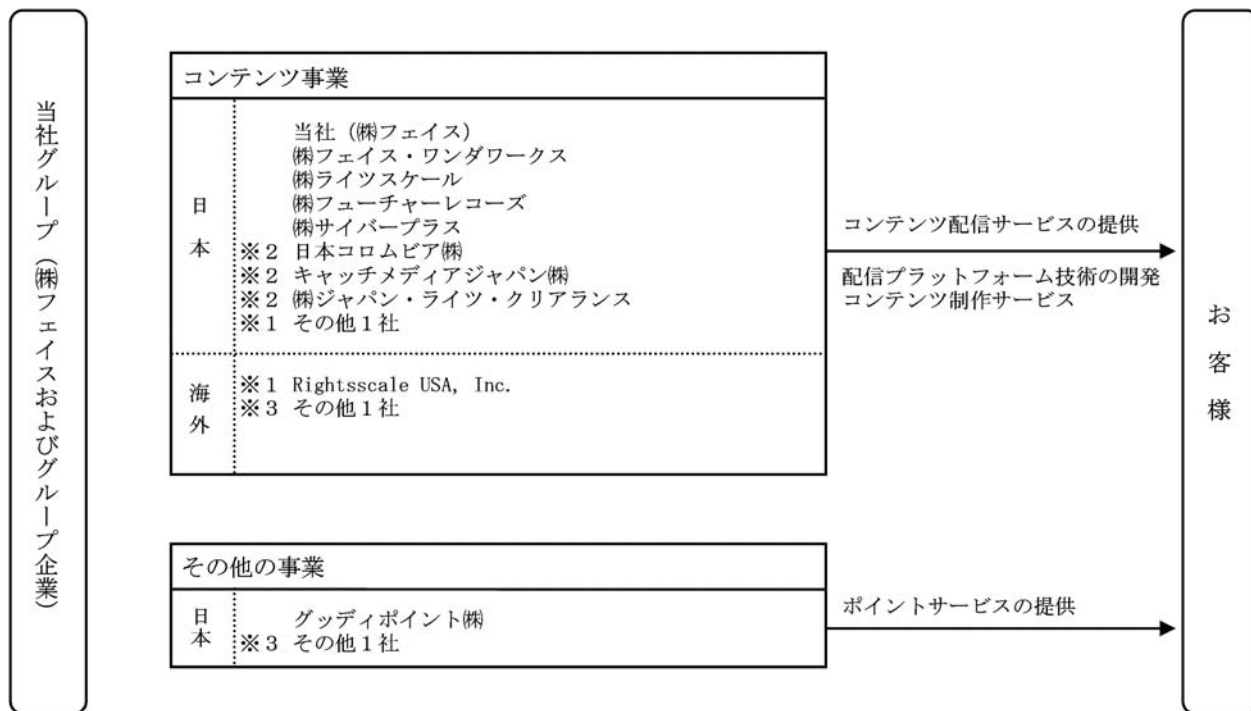 当社グループ（㈱フェイスおよびグループ企業）
コンテンツ事業
日本
当社（㈱フェイス）
㈱フェイス・ワンダワークス
㈱ライツスケール
㈱フューチャーレコーズ
㈱サイバープラス
※２ 日本コロムビア㈱
※２ キャッチメディアジャパン㈱
※２ ㈱ジャパン・ライツ・クリアランス
※１ その他１社
海外
※１ Rightsscale USA, Inc.
※３ その他１社
コンテンツ配信サービスの提供
配信プラットフォーム技術の開発
コンテンツ制作サービス
その他の事業
日本
グッディポイント㈱
※３ その他１社
ポイントサービスの提供
お客様